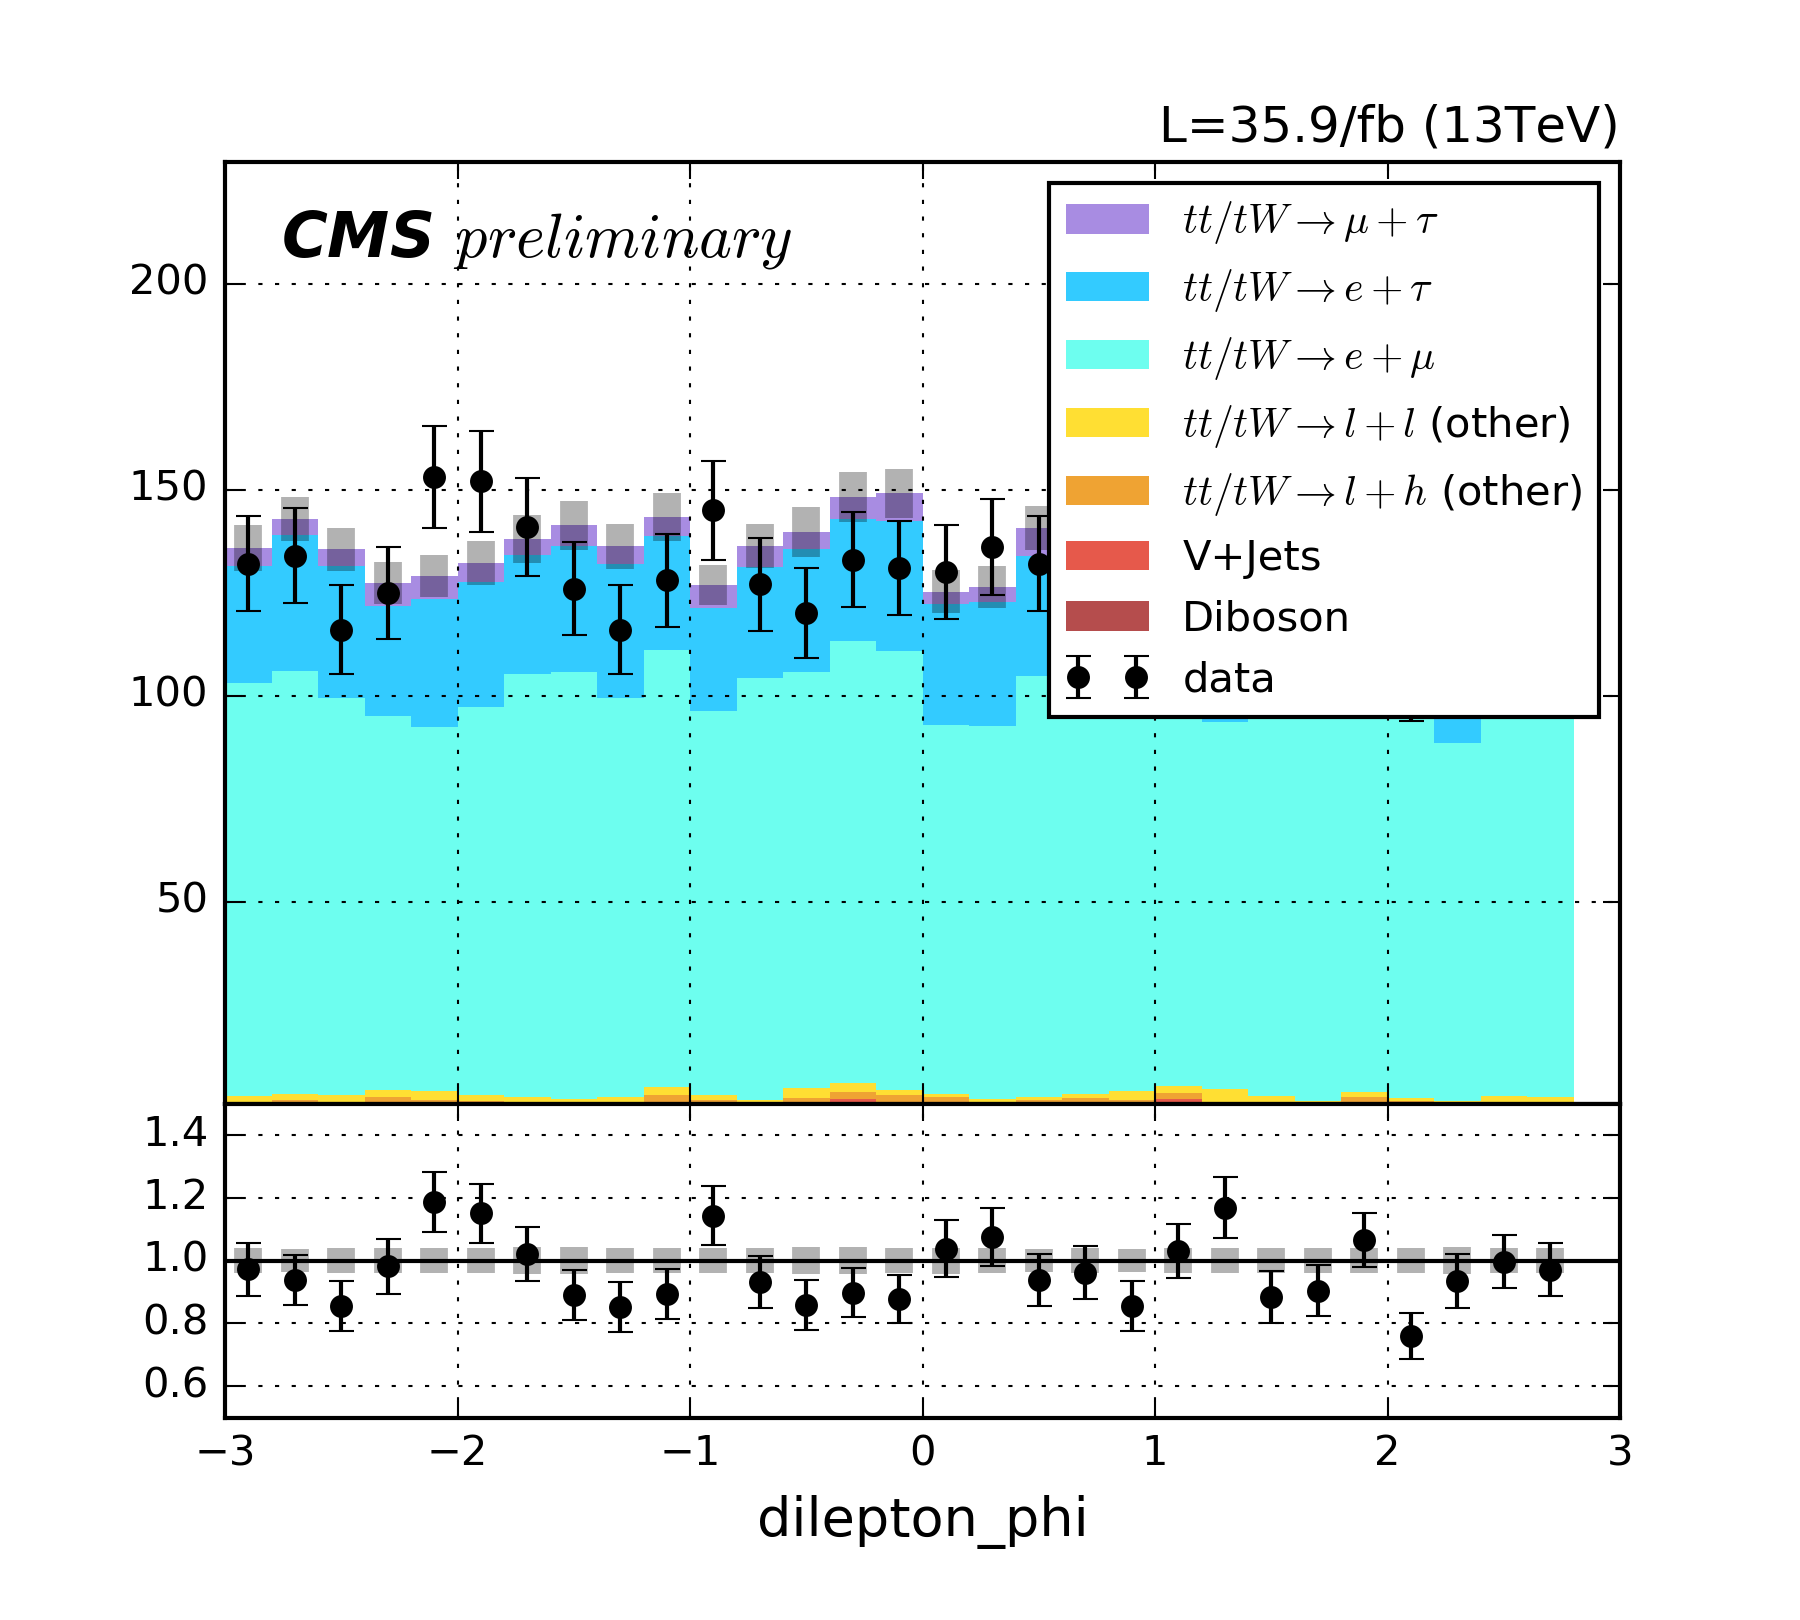 L=35.9/fb (13TeV)
CMS preliminary
tt/tW → μ + τ
tt/tW → e + τ
tt/tW → e + μ
tt/tW → l + l (other)
tt/tW → l + h (other)
V+Jets
Diboson
data
200
150
100
50
1.4
1.2
1.0
0.8
0.6
−3 −2 −1 0 1 2 3
dilepton_phi